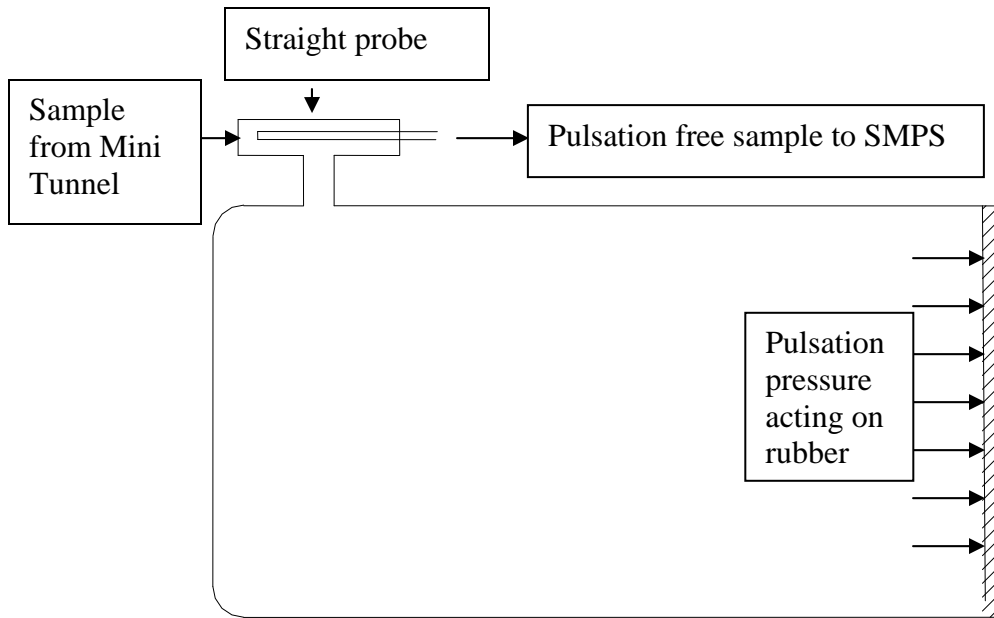 Straight probe
Sample
from Mini
Tunnel
Pulsation free sample to SMPS
Pulsation
pressure
acting on
rubber